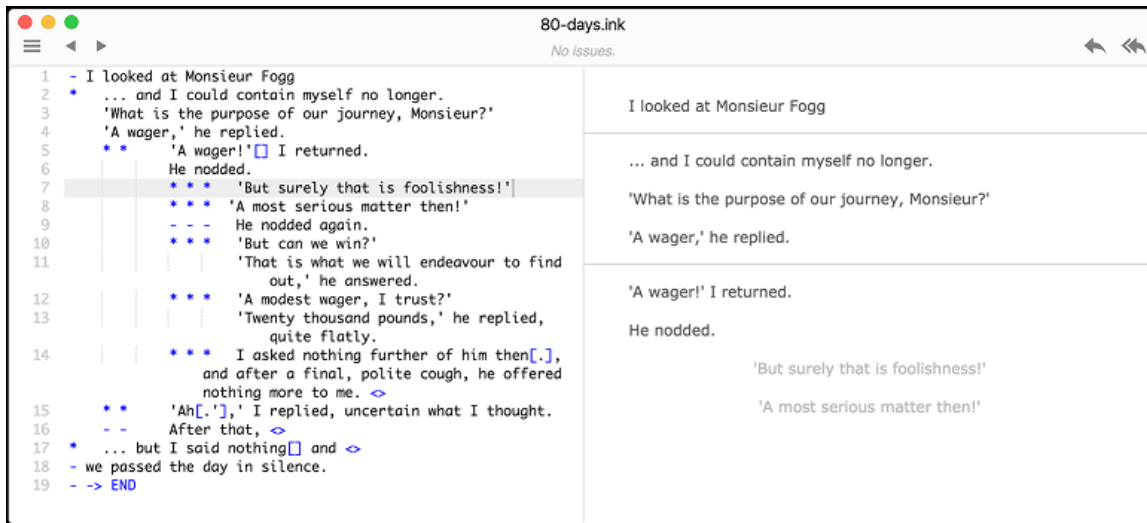 80-days.ink
No issues.
1 - I looked at Monsieur Fogg
2 * ... and I could contain myself no longer.
3 'What is the purpose of our journey, Monsieur?'
4 'A wager,' he replied.
5 * * 'A wager!'[] I returned.
6 He nodded.
7 * * * 'But surely that is foolishness!'
8 * * * 'A most serious matter then!'
9 - - - He nodded again.
10 * * * 'But can we win?'
11 'That is what we will endeavour to find
out,' he answered.
12 * * * 'A modest wager, I trust?'
13 'Twenty thousand pounds,' he replied,
quite flatly.
14 * * * I asked nothing further of him then[.],
and after a final, polite cough, he offered
nothing more to me. <>
15 * * 'Ah[.'],' I replied, uncertain what I thought.
16 - - After that, <>
17 * ... but I said nothing[] and <>
18 - we passed the day in silence.
19 - -> END
I looked at Monsieur Fogg
... and I could contain myself no longer.
'What is the purpose of our journey, Monsieur?'
'A wager,' he replied.
'A wager!' I returned.
He nodded.
'But surely that is foolishness!'
'A most serious matter then!'